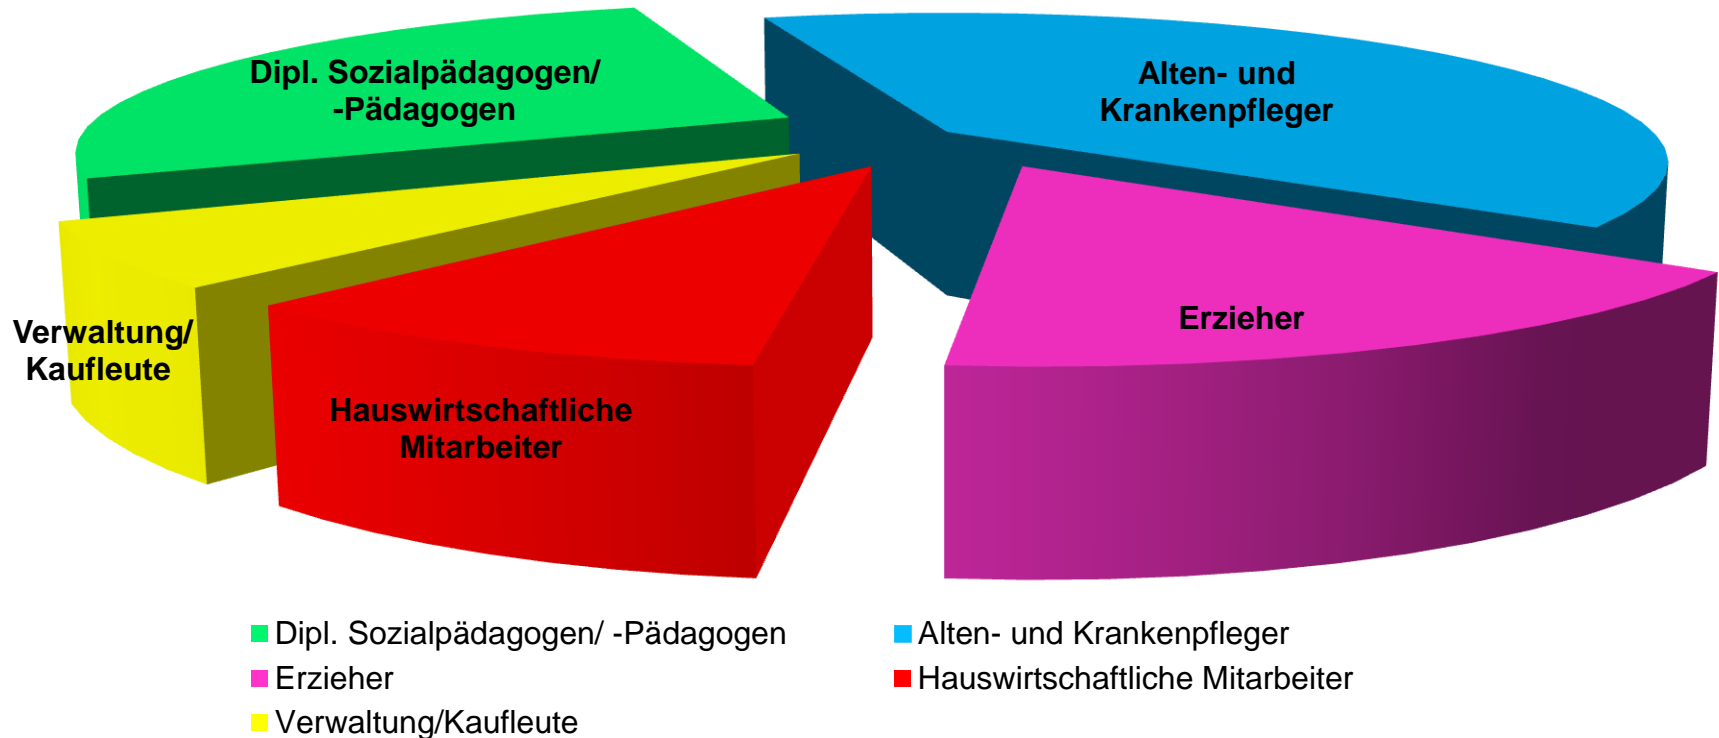 Dipl. Sozialpädagogen/
-Pädagogen
Alten- und
Krankenpfleger
Verwaltung/
Kaufleute
Erzieher
Hauswirtschaftliche
Mitarbeiter
Dipl. Sozialpädagogen/ -Pädagogen
Alten- und Krankenpfleger
Erzieher
Hauswirtschaftliche Mitarbeiter
Verwaltung/Kaufleute